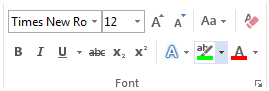 Times New Ro 12 A A Aa
B I U abc x₂ x² A ab A
Font